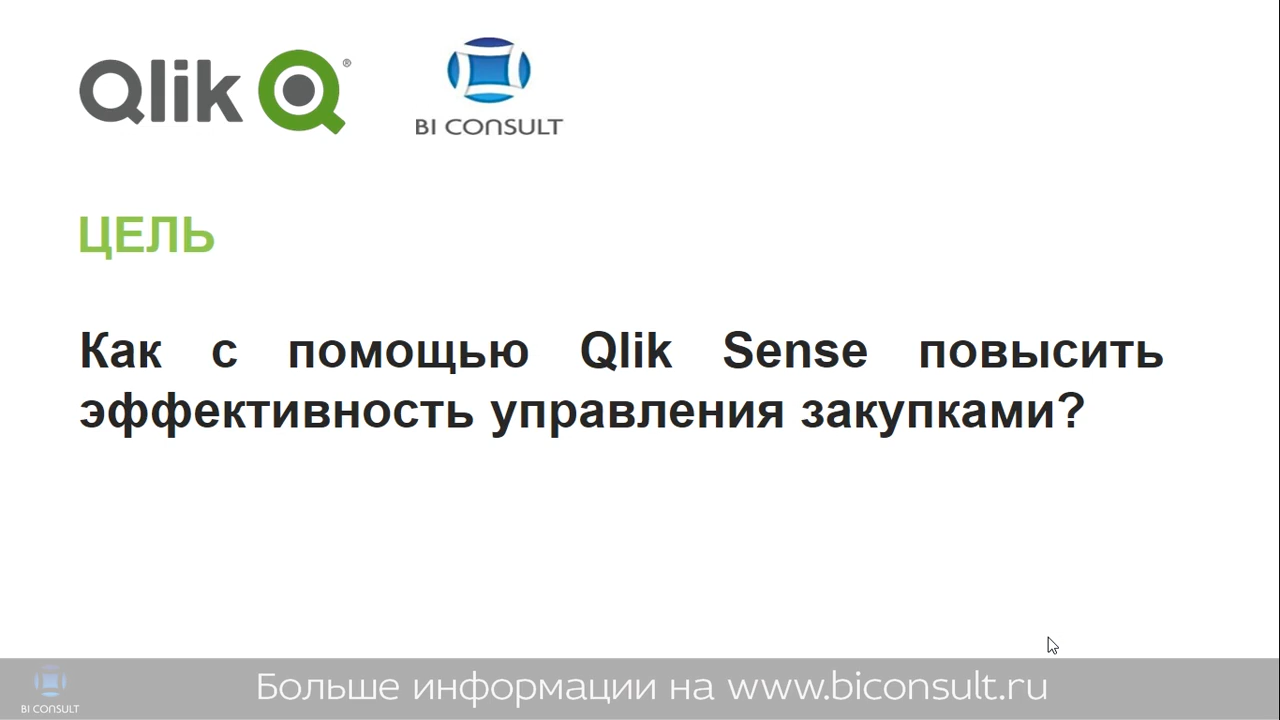 Qlik
BI CONSULT
ЦЕЛЬ
Как с помощью Qlik Sense повысить
эффективность управления закупками?
Больше информации на www.biconsult.ru
BI CONSULT